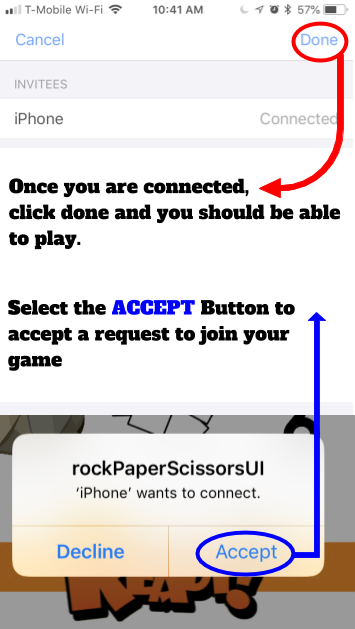 T-Mobile Wi-Fi 10:41 AM 57%
Cancel Done
INVITEES
iPhone Connected
Once you are connected,
click done and you should be able
to play.
Select the ACCEPT Button to
accept a request to join your
game
rockPaperScissorsUI
‘iPhone’ wants to connect.
Decline Accept